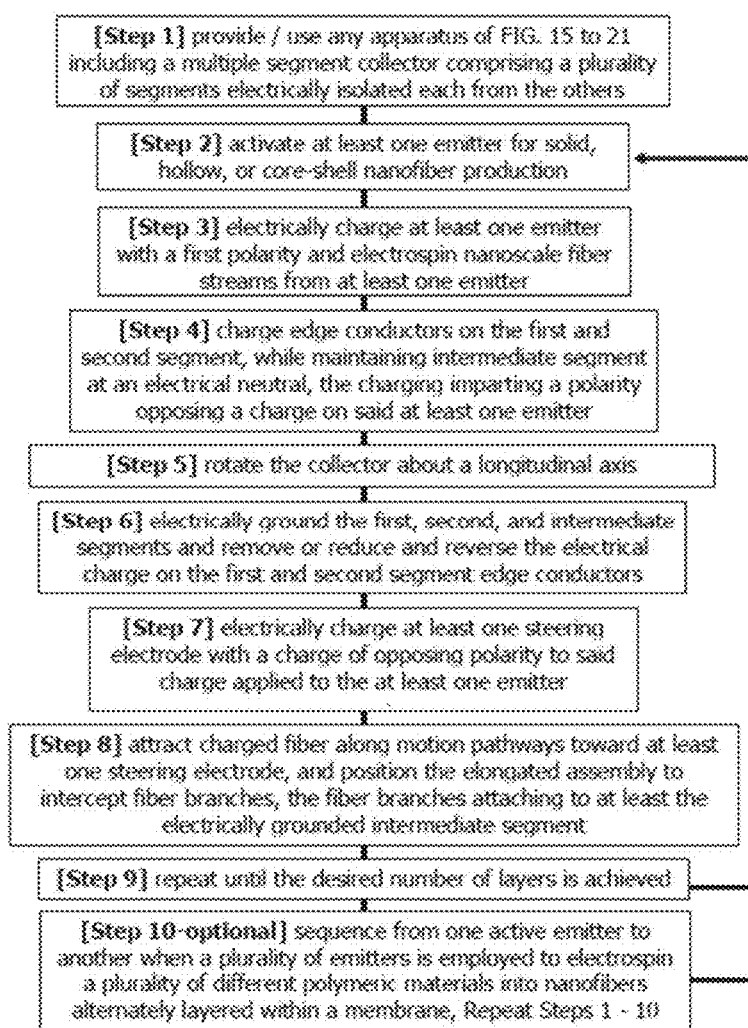 [Step 1] provide / use any apparatus of FIG. 15 to 21
including a multiple segment collector comprising a plurality
of segments electrically isolated each from the others
[Step 2] activate at least one emitter for solid,
hollow, or core-shell nanofiber production
[Step 3] electrically charge at least one emitter
with a first polarity and electrospin nanoscale fiber
streams from at least one emitter
[Step 4] charge edge conductors on the first and
second segment, while maintaining intermediate segment
at an electrical neutral, the charging imparting a polarity
opposing a charge on said at least one emitter
[Step 5] rotate the collector about a longitudinal axis
[Step 6] electrically ground the first, second, and intermediate
segments and remove or reduce and reverse the electrical
charge on the first and second segment edge conductors
[Step 7] electrically charge at least one steering
electrode with a charge of opposing polarity to said
charge applied to the at least one emitter
[Step 8] attract charged fiber along motion pathways toward at least
one steering electrode, and position the elongated assembly to
intercept fiber branches, the fiber branches attaching to at least the
electrically grounded intermediate segment
[Step 9] repeat until the desired number of layers is achieved
[Step 10-optional] sequence from one active emitter to
another when a plurality of emitters is employed to electrospin
a plurality of different polymeric materials into nanofibers
alternately layered within a membrane, Repeat Steps 1 - 10